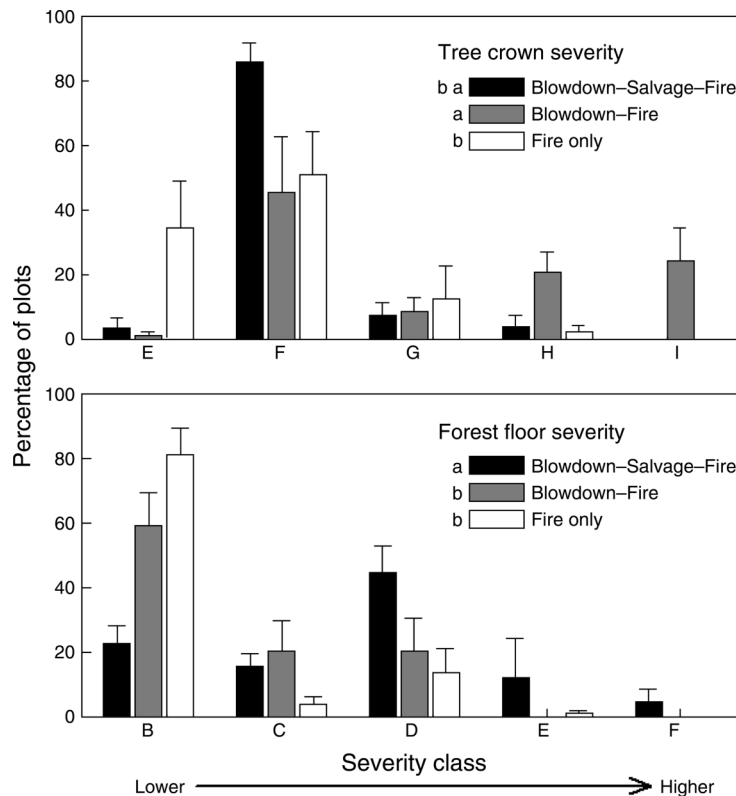 Percentage of plots
100
80
60
40
20
0
Tree crown severity
b a Blowdown–Salvage–Fire
a Blowdown–Fire
b Fire only
E F G H I
100
80
60
40
20
0
Forest floor severity
a Blowdown–Salvage–Fire
b Blowdown–Fire
b Fire only
B C D E F
Severity class
Lower Higher